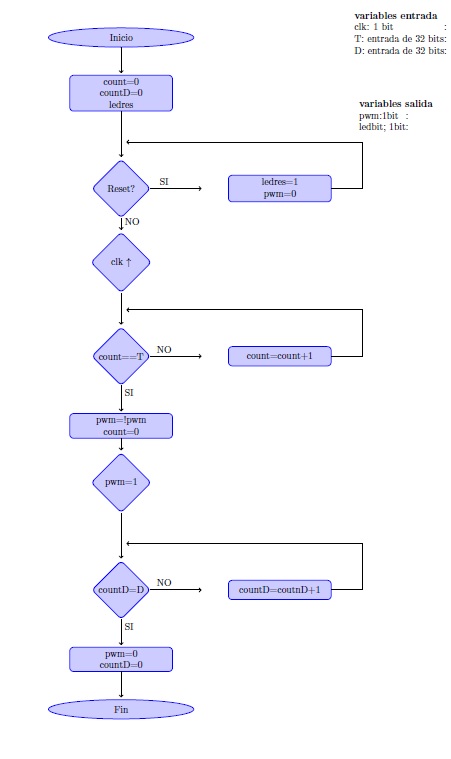 variables entrada
clk: 1 bit :
T: entrada de 32 bits:
D: entrada de 32 bits:
variables salida
pwm:1bit :
ledbit; 1bit:
Inicio
count=0
countD=0
ledres
Reset?
SI
ledres=1
pwm=0
NO
clk ↑
count==T
NO
count=count+1
SI
pwm=!pwm
count=0
pwm=1
countD=D
NO
countD=coutnD+1
SI
pwm=0
countD=0
Fin